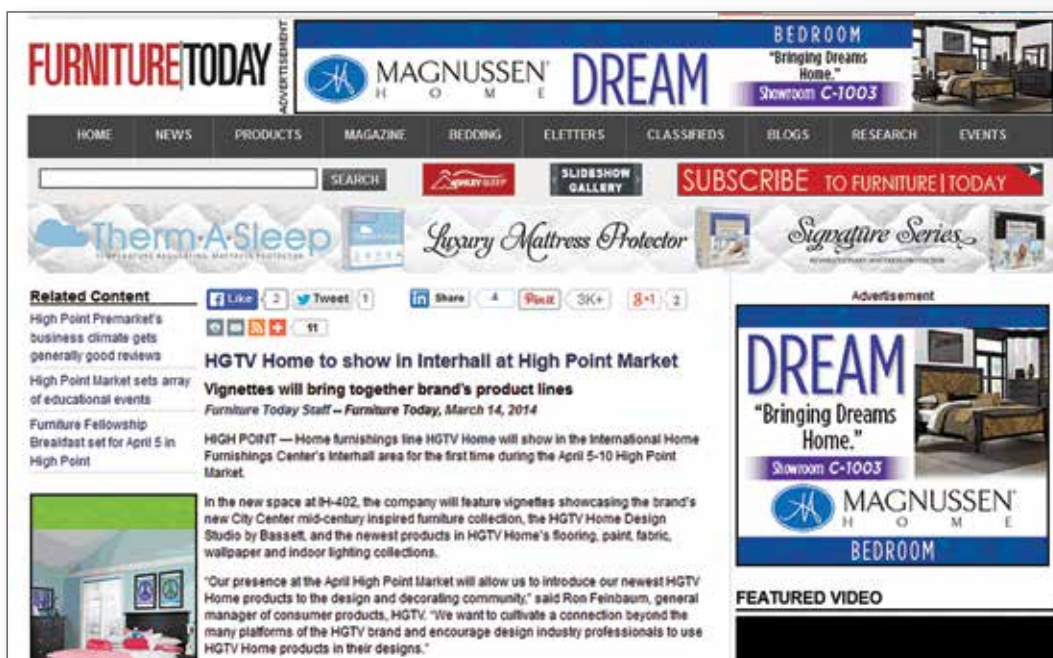 FURNITURE|TODAY
ADVERTISEMENT
MAGNUSSEN
HOME
DREAM
BEDROOM
"Bringing Dreams
Home."
Showroom C-1003
HOME NEWS PRODUCTS MAGAZINE BEDDING ELETTERS CLASSIFIEDS BLOGS RESEARCH EVENTS
SEARCH
SLIDESHOW
GALLERY
SUBSCRIBE TO FURNITURE|TODAY
Therm·A·Sleep
TEMPERATURE REGULATING MATTRESS PROTECTOR
Luxury Mattress Protector
Signature Series
MATTRESS PROTECTOR
Related Content
High Point Premarket's
business climate gets
generally good reviews
High Point Market sets array
of educational events
Furniture Fellowship
Breakfast set for April 5 in
High Point
Like 2 Tweet 1 in Share 4 Pin it 3K+ g+1 2
11
HGTV Home to show in Interhall at High Point Market
Vignettes will bring together brand's product lines
Furniture Today Staff -- Furniture Today, March 14, 2014
HIGH POINT — Home furnishings line HGTV Home will show in the International Home
Furnishings Center's Interhall area for the first time during the April 5-10 High Point
Market.
In the new space at IH-402, the company will feature vignettes showcasing the brand's
new City Center mid-century inspired furniture collection, the HGTV Home Design
Studio by Bassett, and the newest products in HGTV Home's flooring, paint, fabric,
wallpaper and indoor lighting collections.
"Our presence at the April High Point Market will allow us to introduce our newest HGTV
Home products to the design and decorating community," said Ron Feinbaum, general
manager of consumer products, HGTV. "We want to cultivate a connection beyond the
many platforms of the HGTV brand and encourage design industry professionals to use
HGTV Home products in their designs."
Advertisement
DREAM
"Bringing Dreams
Home."
Showroom C-1003
MAGNUSSEN
HOME
BEDROOM
FEATURED VIDEO